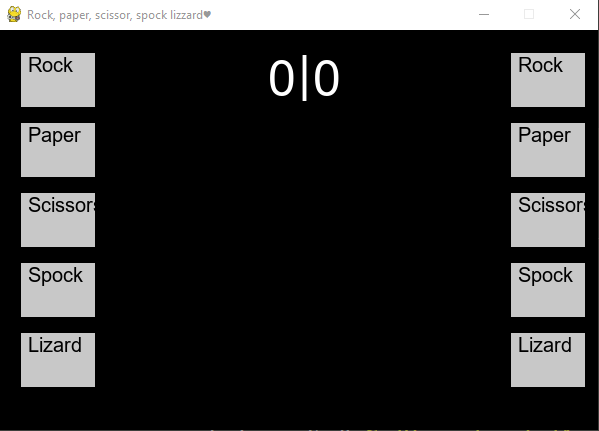 Rock, paper, scissor, spock lizzard♥
0|0
Rock
Paper
Scissors
Spock
Lizard
Rock
Paper
Scissors
Spock
Lizard